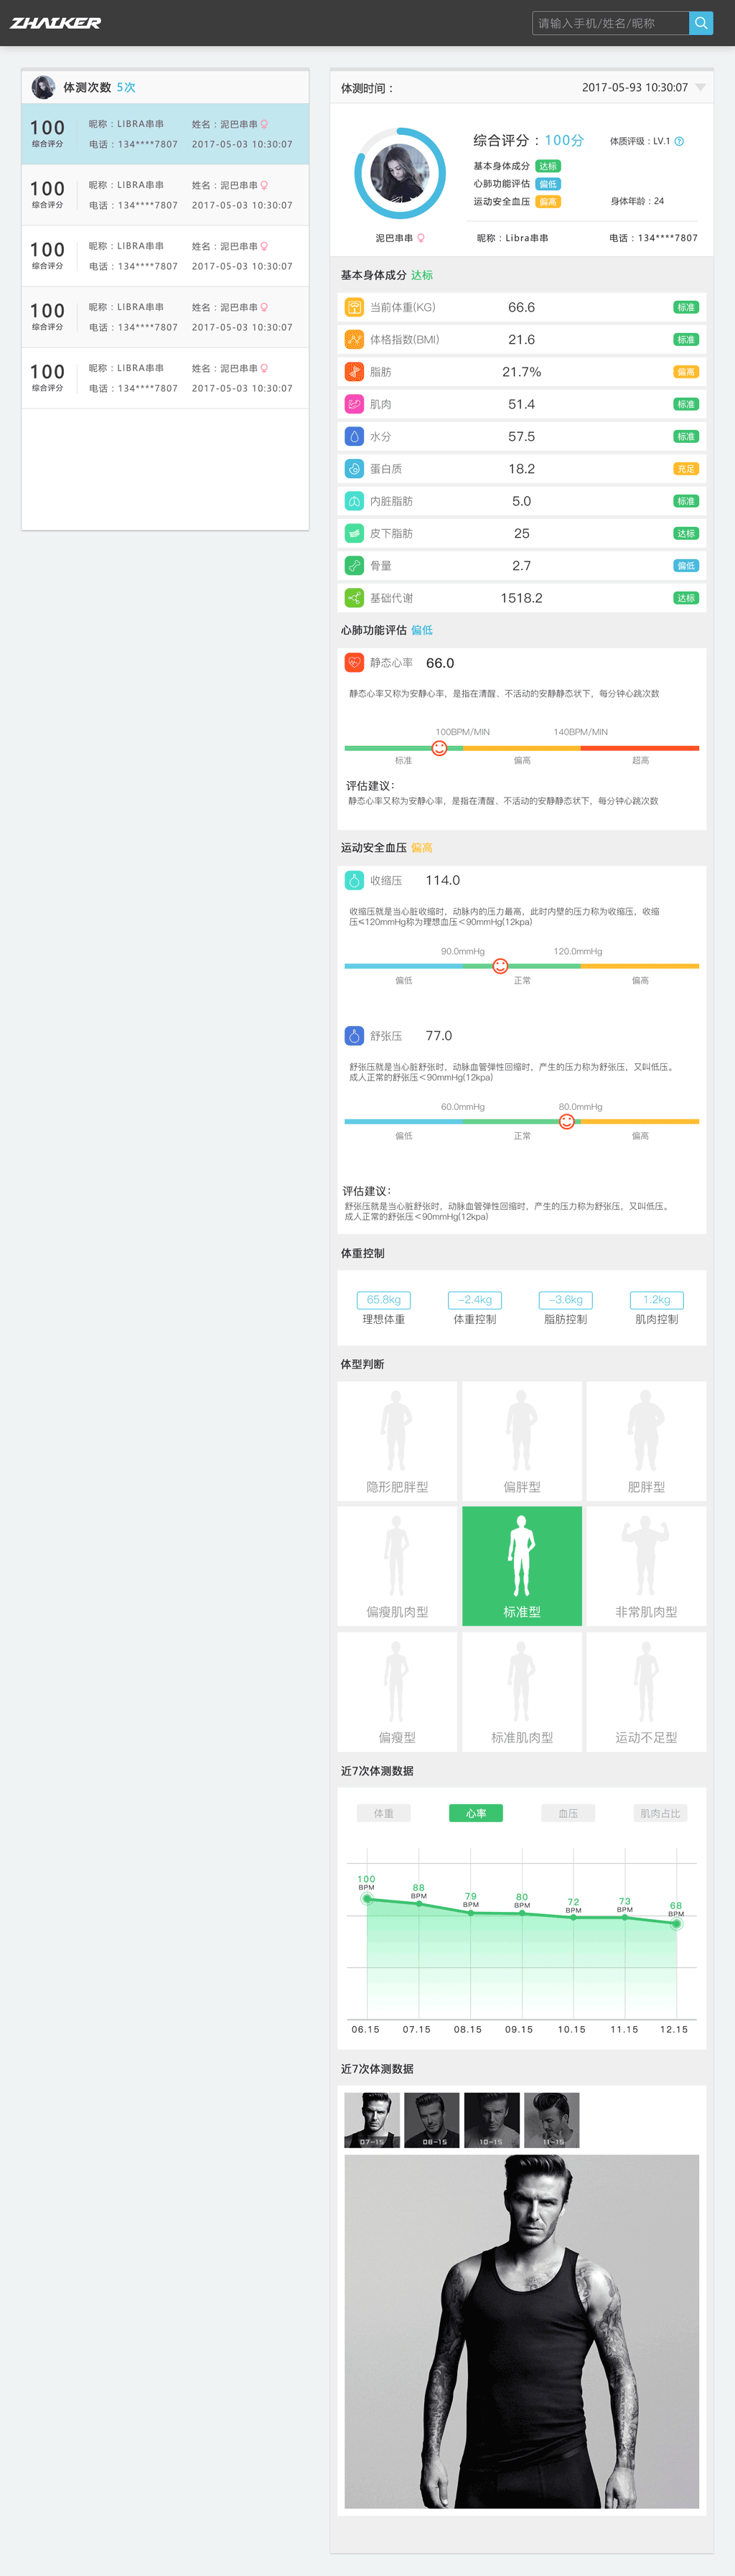 ZHAIKER
请输入手机/姓名/昵称
体测次数 5次
100 综合评分 昵称：LIBRA串串 姓名：泥巴串串
电话：134****7807 2017-05-03 10:30:07
100 综合评分 昵称：LIBRA串串 姓名：泥巴串串
电话：134****7807 2017-05-03 10:30:07
100 综合评分 昵称：LIBRA串串 姓名：泥巴串串
电话：134****7807 2017-05-03 10:30:07
100 综合评分 昵称：LIBRA串串 姓名：泥巴串串
电话：134****7807 2017-05-03 10:30:07
100 综合评分 昵称：LIBRA串串 姓名：泥巴串串
电话：134****7807 2017-05-03 10:30:07
体测时间： 2017-05-93 10:30:07
综合评分：100分 体质评级：LV.1
基本身体成分 达标
心肺功能评估 偏低
运动安全血压 偏高 身体年龄：24
泥巴串串 昵称：Libra串串 电话：134****7807
基本身体成分 达标
当前体重(KG) 66.6 标准
体格指数(BMI) 21.6 标准
脂肪 21.7% 偏高
肌肉 51.4 标准
水分 57.5 标准
蛋白质 18.2 充足
内脏脂肪 5.0 标准
皮下脂肪 25 达标
骨量 2.7 偏低
基础代谢 1518.2 达标
心肺功能评估 偏低
静态心率 66.0
静态心率又称为安静心率，是指在清醒、不活动的安静静态状下，每分钟心跳次数
100BPM/MIN 140BPM/MIN
标准 偏高 超高
评估建议：
静态心率又称为安静心率，是指在清醒、不活动的安静静态状下，每分钟心跳次数
运动安全血压 偏高
收缩压 114.0
收缩压就是当心脏收缩时，动脉内的压力最高，此时内壁的压力称为收缩压，收缩
压≤120mmHg称为理想血压＜90mmHg(12kpa)
90.0mmHg 120.0mmHg
偏低 正常 偏高
舒张压 77.0
舒张压就是当心脏舒张时，动脉血管弹性回缩时，产生的压力称为舒张压，又叫低压。
成人正常的舒张压＜90mmHg(12kpa)
60.0mmHg 80.0mmHg
偏低 正常 偏高
评估建议：
舒张压就是当心脏舒张时，动脉血管弹性回缩时，产生的压力称为舒张压，又叫低压。
成人正常的舒张压＜90mmHg(12kpa)
体重控制
65.8kg -2.4kg -3.6kg 1.2kg
理想体重 体重控制 脂肪控制 肌肉控制
体型判断
隐形肥胖型 偏胖型 肥胖型
偏瘦肌肉型 标准型 非常肌肉型
偏瘦型 标准肌肉型 运动不足型
近7次体测数据
体重 心率 血压 肌肉占比
100 BPM 88 BPM 79 BPM 80 BPM 72 BPM 73 BPM 68 BPM
06.15 07.15 08.15 09.15 10.15 11.15 12.15
近7次体测数据
07-15 08-15 10-15 11-15